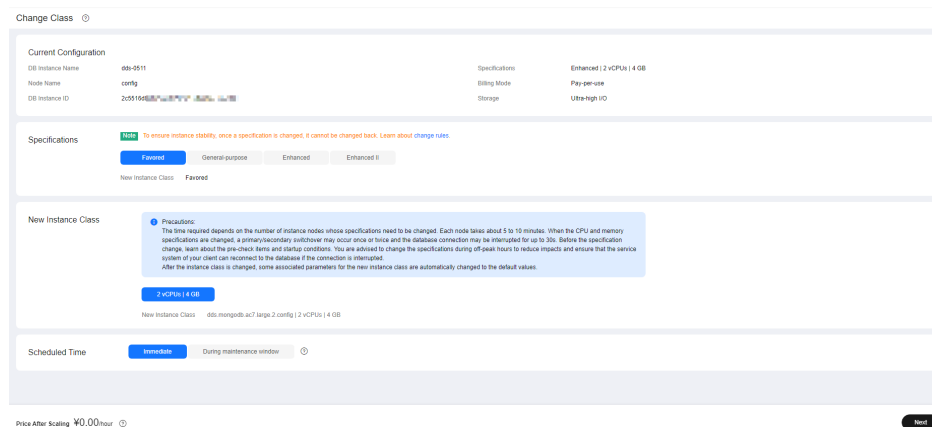 Change Class
Current Configuration
DB Instance Name dds-0511 Specifications Enhanced | 2 vCPUs | 4 GB
Node Name config Billing Mode Pay-per-use
DB Instance ID 2c5516d Storage Ultra-high I/O
Specifications
Note To ensure instance stability, once a specification is changed, it cannot be changed back. Learn about change rules.
Favored General-purpose Enhanced Enhanced II
New Instance Class Favored
New Instance Class
Precautions:
The time required depends on the number of instance nodes whose specifications need to be changed. Each node takes about 5 to 10 minutes. When the CPU and memory
specifications are changed, a primary/secondary switchover may occur once or twice and the database connection may be interrupted for up to 30s. Before the specification
change, learn about the pre-check items and startup conditions. You are advised to change the specifications during off-peak hours to reduce impacts and ensure that the service
system of your client can reconnect to the database if the connection is interrupted.
After the instance class is changed, some associated parameters for the new instance class are automatically changed to the default values.
2 vCPUs | 4 GB
New Instance Class dds.mongodb.ac7.large.2.config | 2 vCPUs | 4 GB
Scheduled Time Immediate During maintenance window
Price After Scaling ¥0.00/hour Next